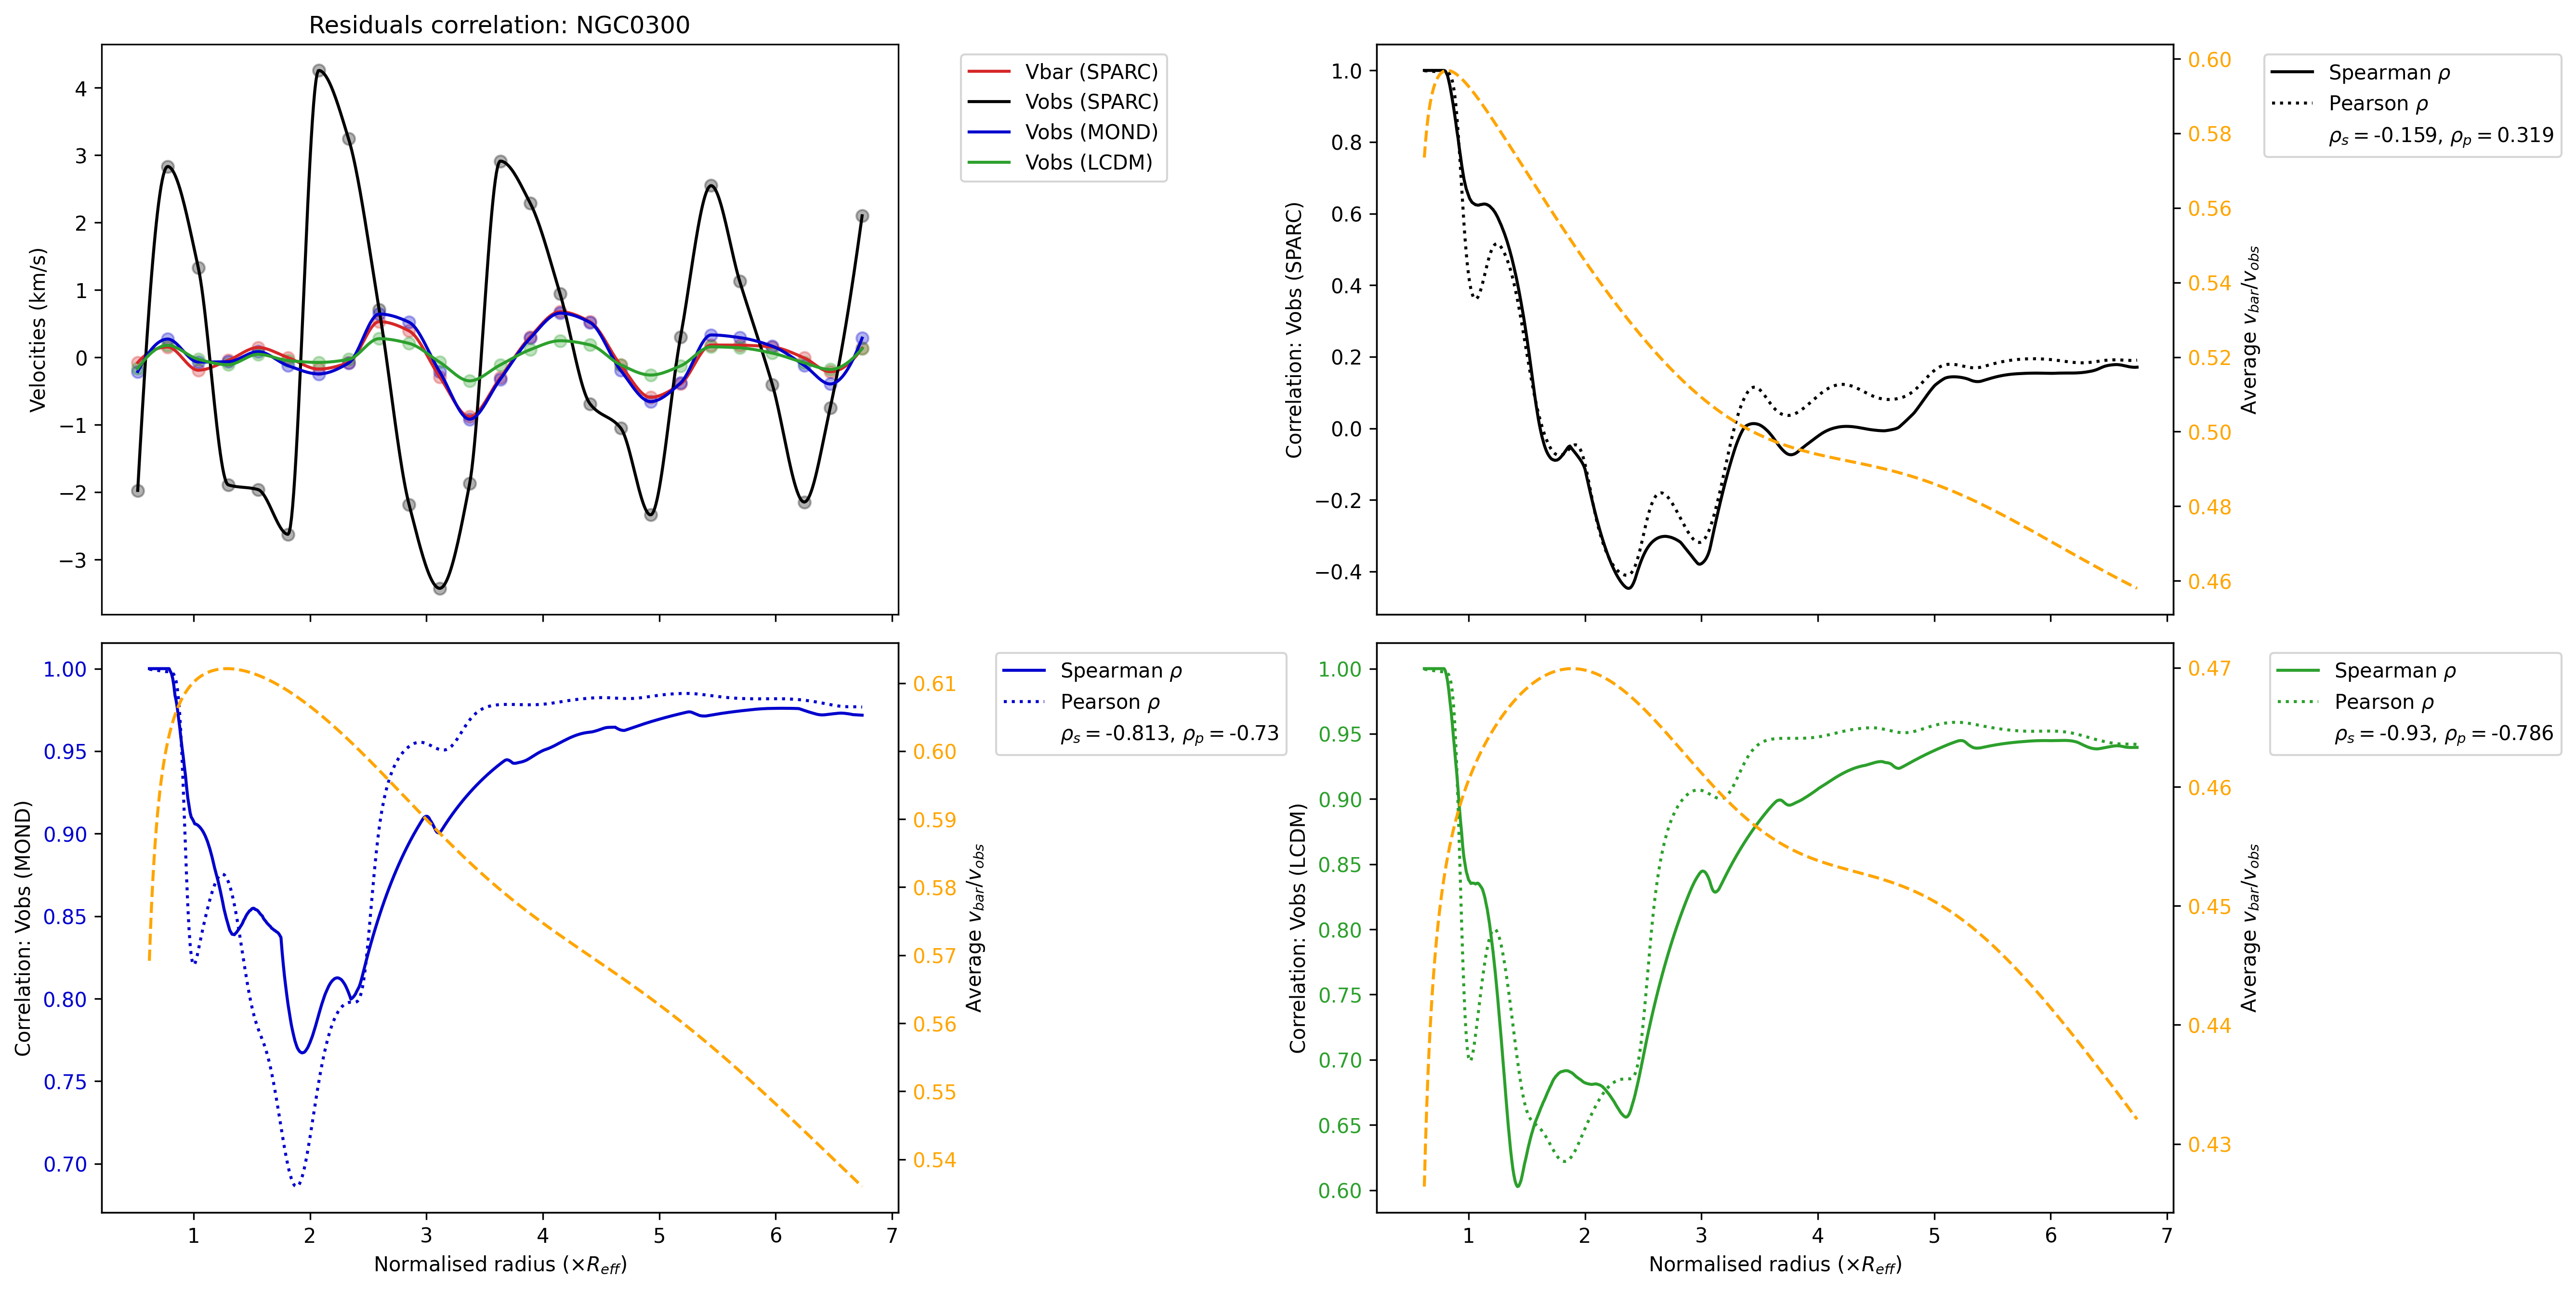 Residuals correlation: NGC0300
Velocities (km/s)
4
3
2
1
0
−1
−2
−3
Vbar (SPARC)
Vobs (SPARC)
Vobs (MOND)
Vobs (LCDM)
Correlation: Vobs (SPARC)
1.0
0.8
0.6
0.4
0.2
0.0
−0.2
−0.4
0.60
0.58
0.56
0.54
0.52
0.50
0.48
0.46
Average v_bar/v_obs
Spearman ρ
Pearson ρ
ρ_s = -0.159, ρ_p = 0.319
Correlation: Vobs (MOND)
1.00
0.95
0.90
0.85
0.80
0.75
0.70
0.61
0.60
0.59
0.58
0.57
0.56
0.55
0.54
Average v_bar/v_obs
1 2 3 4 5 6 7
Normalised radius (×R_eff)
Spearman ρ
Pearson ρ
ρ_s = -0.813, ρ_p = -0.73
Correlation: Vobs (LCDM)
1.00
0.95
0.90
0.85
0.80
0.75
0.70
0.65
0.60
0.47
0.46
0.45
0.44
0.43
Average v_bar/v_obs
1 2 3 4 5 6 7
Normalised radius (×R_eff)
Spearman ρ
Pearson ρ
ρ_s = -0.93, ρ_p = -0.786